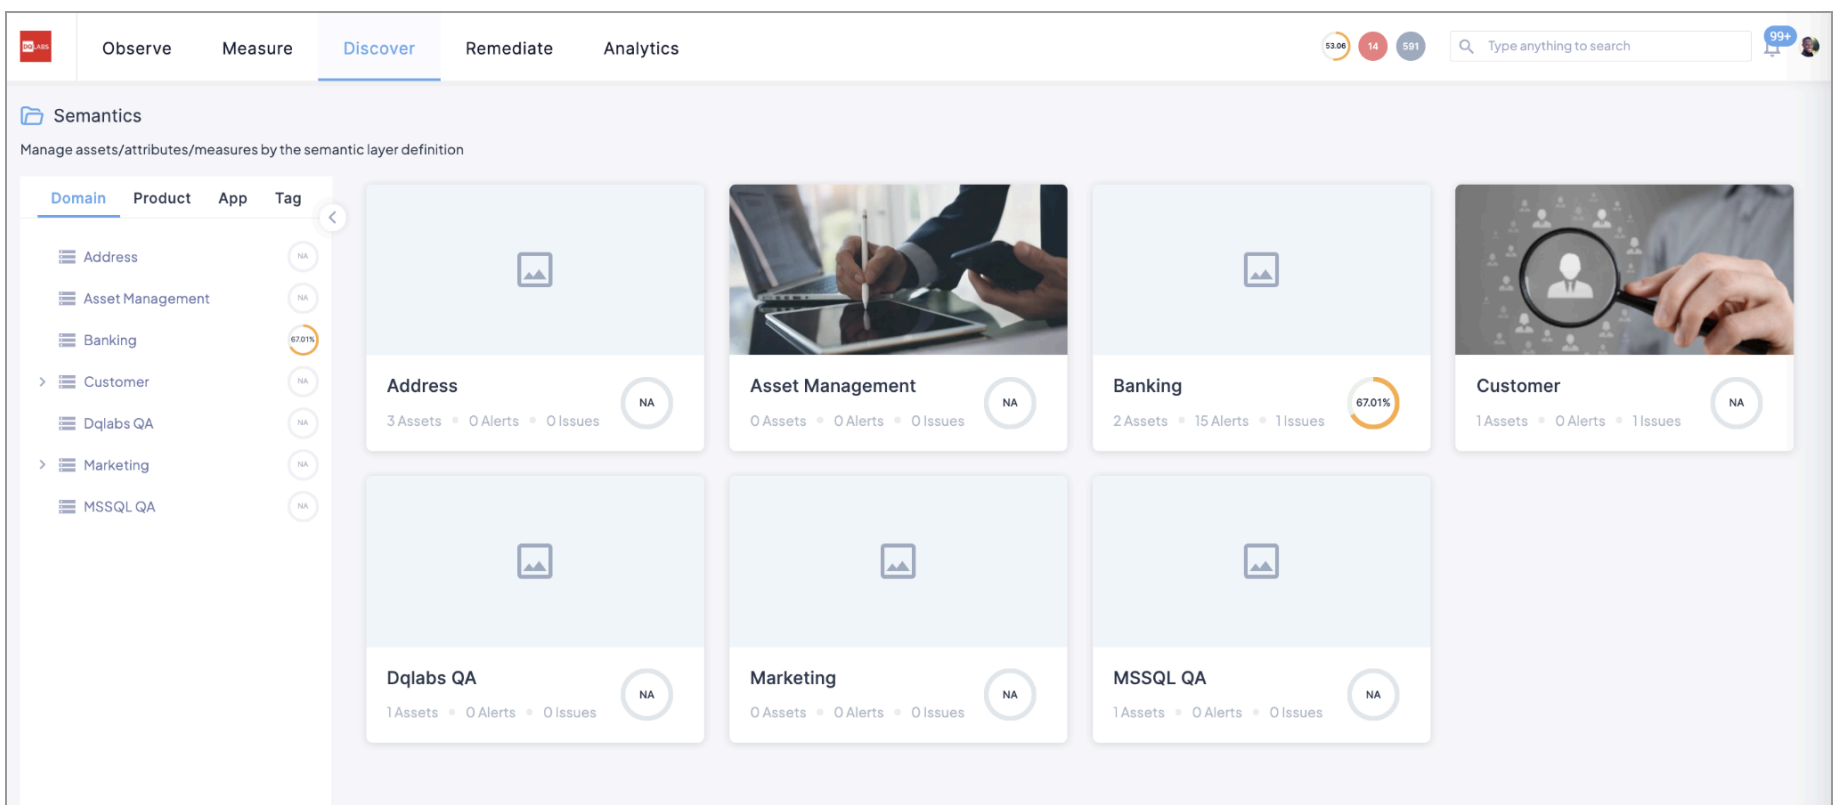 DQLABS
Observe
Measure
Discover
Remediate
Analytics
53.06
14
591
Type anything to search
99+
Semantics
Manage assets/attributes/measures by the semantic layer definition
Domain
Product
App
Tag
Address
NA
Asset Management
NA
Banking
67.01%
Customer
NA
Dqlabs QA
NA
Marketing
NA
MSSQL QA
NA
Address
3 Assets • 0 Alerts • 0 Issues
NA
Asset Management
0 Assets • 0 Alerts • 0 Issues
NA
Banking
2 Assets • 15 Alerts • 1 Issues
67.01%
Customer
1 Assets • 0 Alerts • 1 Issues
NA
Dqlabs QA
1 Assets • 0 Alerts • 0 Issues
NA
Marketing
0 Assets • 0 Alerts • 0 Issues
NA
MSSQL QA
1 Assets • 0 Alerts • 0 Issues
NA